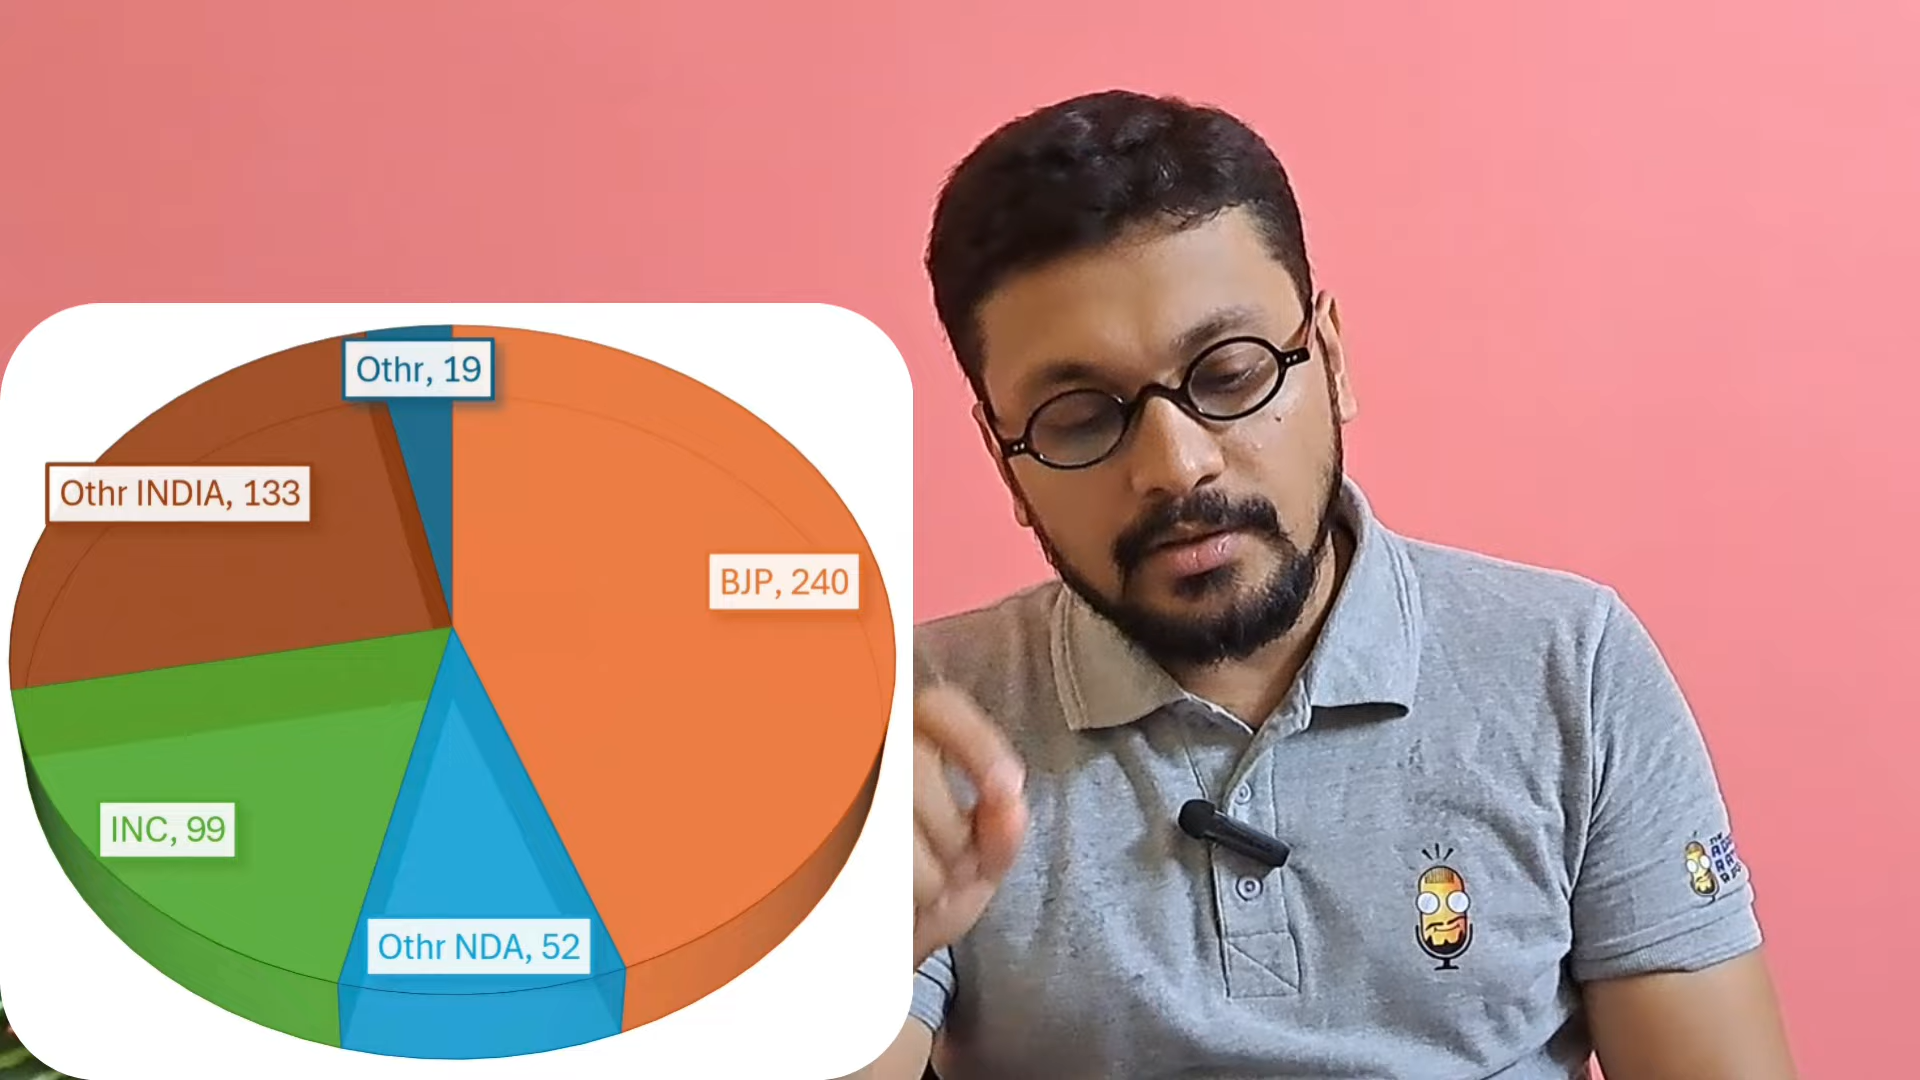 Othr, 19
Othr INDIA, 133
BJP, 240
INC, 99
Othr NDA, 52